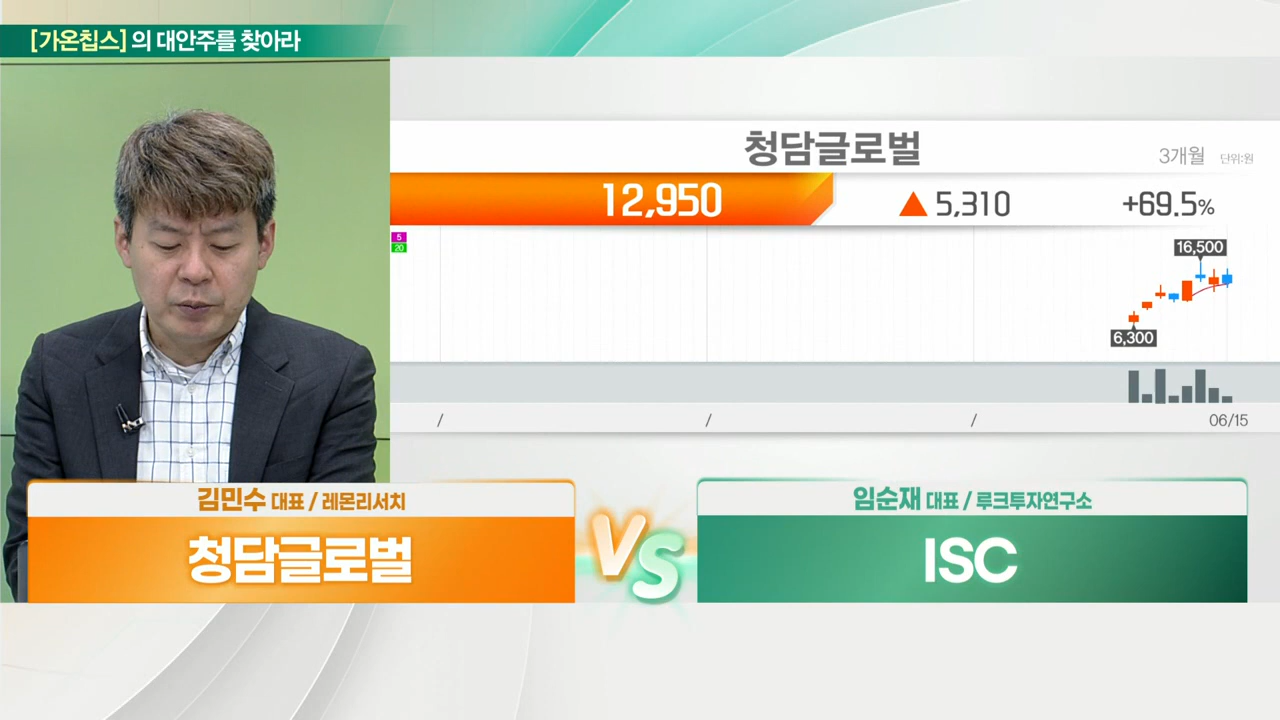 [가온칩스]의 대안주를 찾아라
청담글로벌
3개월 단위:원
12,950 ▲ 5,310 +69.5%
5
20
16,500
6,300
/ / / 06/15
김민수 대표 / 레몬리서치
청담글로벌
VS
임순재 대표 / 루크투자연구소
ISC